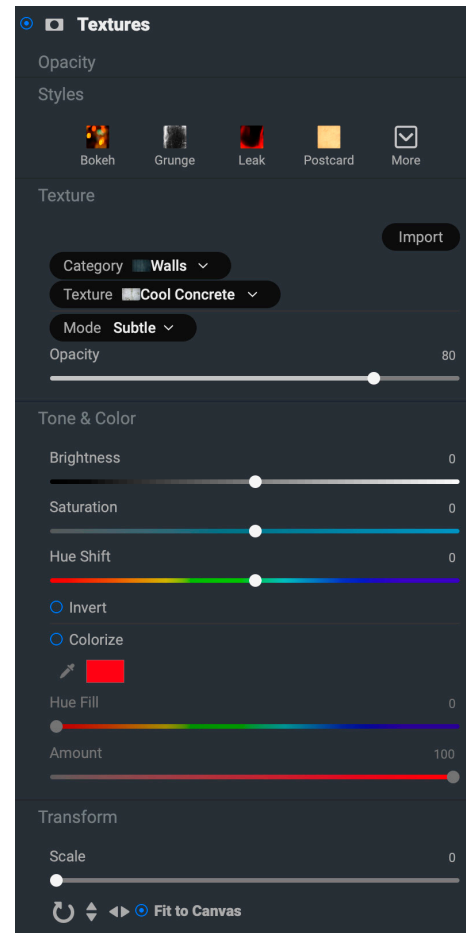 Textures
Opacity
Styles
Bokeh Grunge Leak Postcard More
Texture
Import
Category Walls
Texture Cool Concrete
Mode Subtle
Opacity 80
Tone & Color
Brightness 0
Saturation 0
Hue Shift 0
Invert
Colorize
Hue Fill 0
Amount 100
Transform
Scale 0
Fit to Canvas